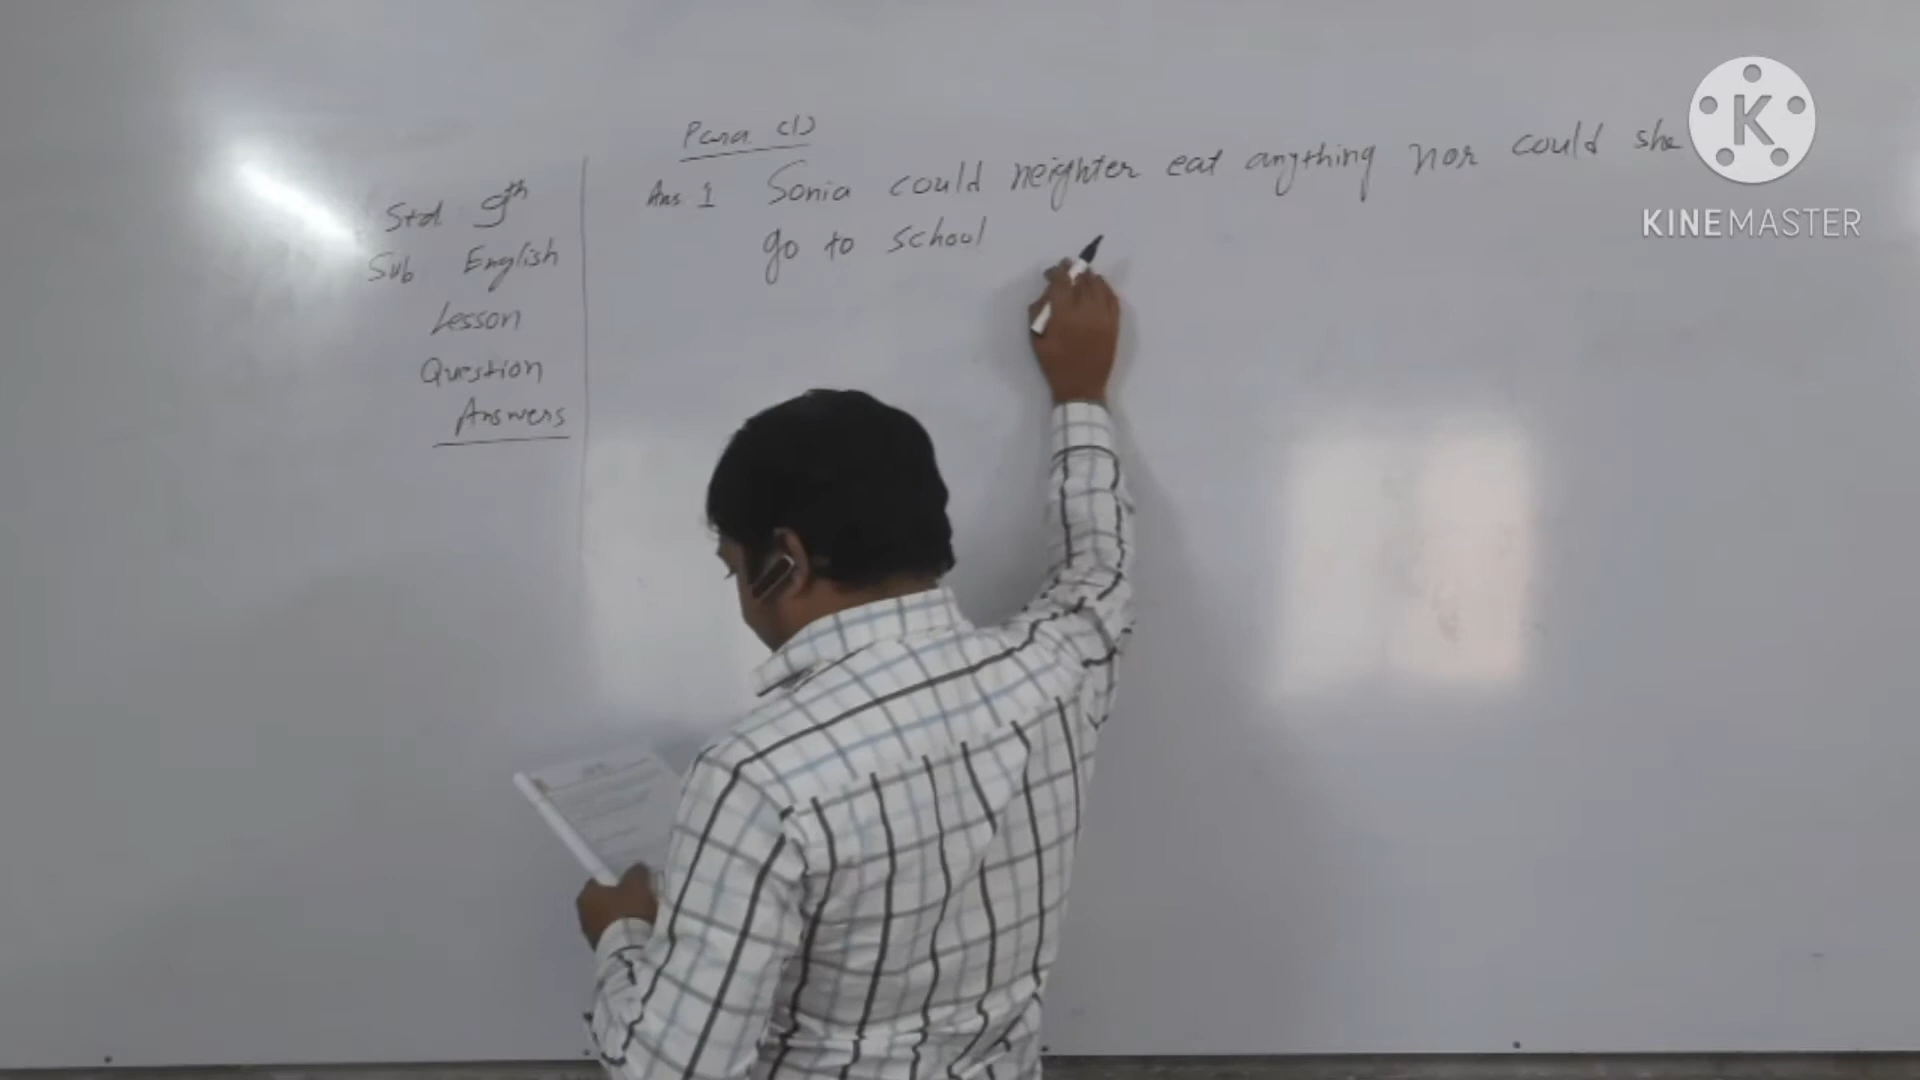 Para (1)
Std 9th
Sub English
Lesson
Question
Answers
Ans 1 Sonia could neighter eat anything nor could she
go to school
K
KINEMASTER